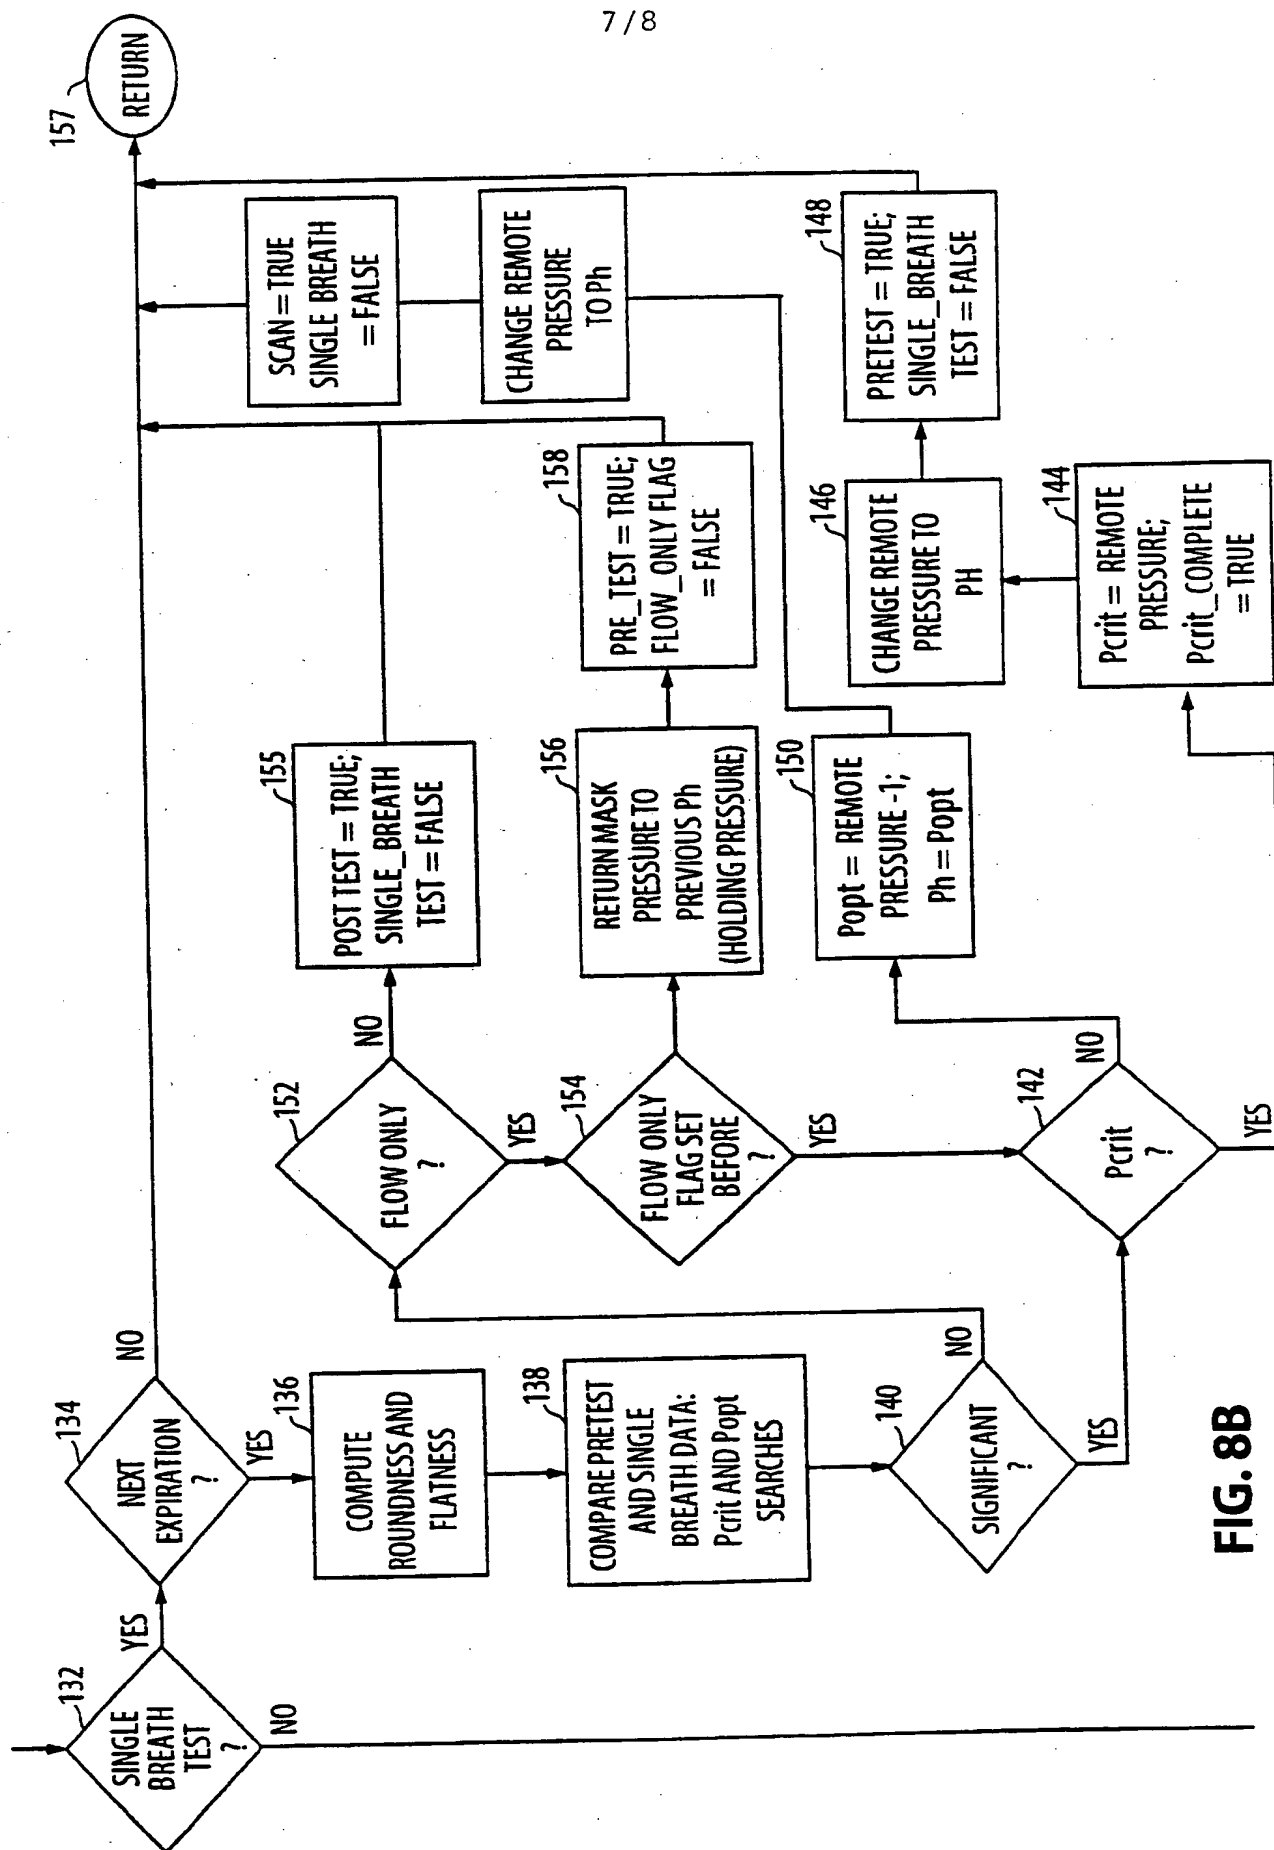 7/8
132
SINGLE
BREATH
TEST
?
YES
NO
134
NEXT
EXPIRATION
?
NO
YES
136
COMPUTE
ROUNDNESS AND
FLATNESS
138
COMPARE PRETEST
AND SINGLE
BREATH DATA:
Pcrit AND Popt
SEARCHES
140
SIGNIFICANT
?
NO
YES
152
FLOW ONLY
?
NO
YES
154
FLOW ONLY
FLAG SET
BEFORE
?
YES
142
Pcrit
?
NO
YES
155
POST TEST = TRUE;
SINGLE_BREATH
TEST = FALSE
156
RETURN MASK
PRESSURE TO
PREVIOUS Ph
(HOLDING PRESSURE)
150
Popt = REMOTE
PRESSURE -1;
Ph = Popt
158
PRE_TEST = TRUE;
FLOW_ONLY FLAG
= FALSE
146
CHANGE REMOTE
PRESSURE TO
PH
144
Pcrit = REMOTE
PRESSURE;
Pcrit_COMPLETE
= TRUE
SCAN = TRUE
SINGLE BREATH
= FALSE
CHANGE REMOTE
PRESSURE
TO Ph
148
PRETEST = TRUE;
SINGLE_BREATH
TEST = FALSE
157
RETURN
FIG. 8B